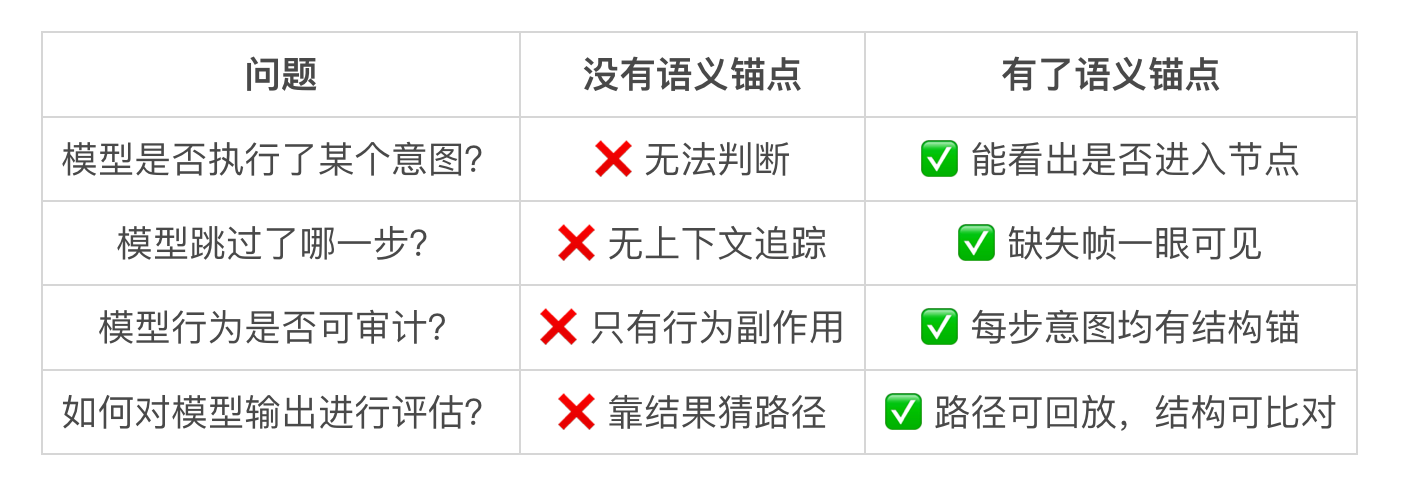 问题 没有语义锚点 有了语义锚点
模型是否执行了某个意图? ❌ 无法判断 ✅ 能看出是否进入节点
模型跳过了哪一步? ❌ 无上下文追踪 ✅ 缺失帧一眼可见
模型行为是否可审计? ❌ 只有行为副作用 ✅ 每步意图均有结构锚
如何对模型输出进行评估? ❌ 靠结果猜路径 ✅ 路径可回放，结构可比对